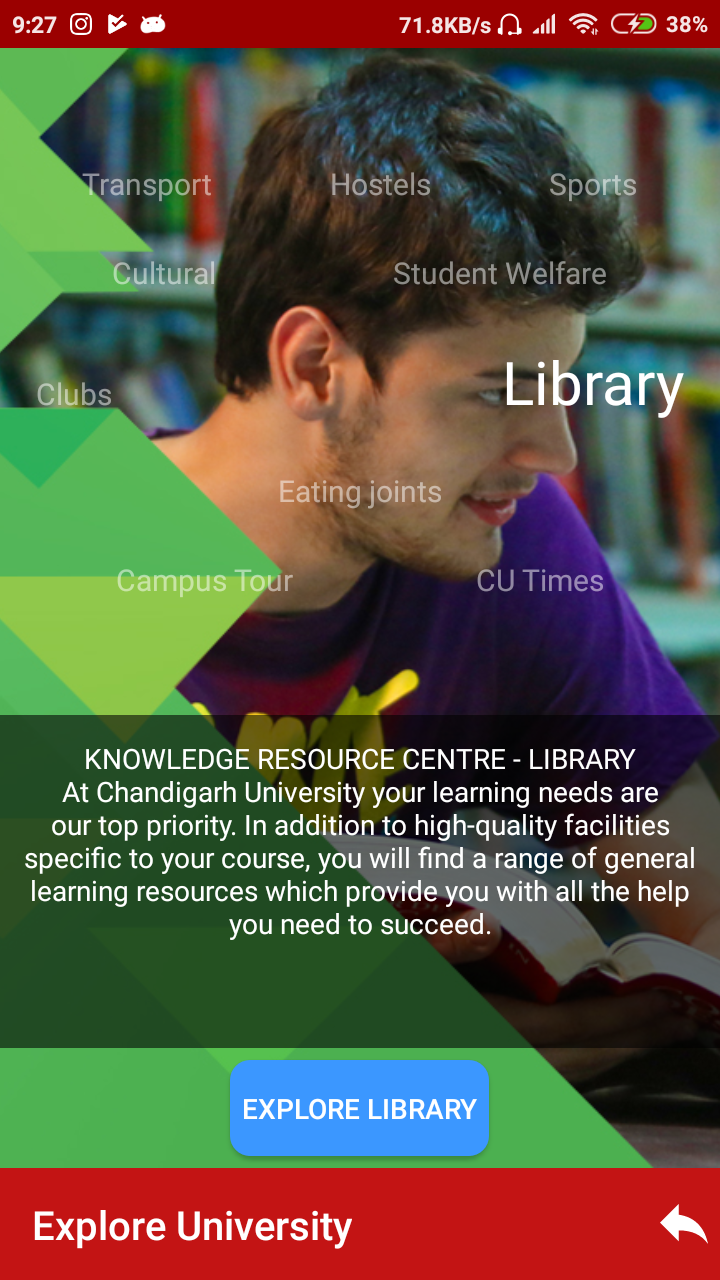 9:27 71.8KB/s 38%
Transport Hostels Sports
Cultural Student Welfare
Library
Clubs
Eating joints
Campus Tour CU Times
KNOWLEDGE RESOURCE CENTRE - LIBRARY
At Chandigarh University your learning needs are
our top priority. In addition to high-quality facilities
specific to your course, you will find a range of general
learning resources which provide you with all the help
you need to succeed.
EXPLORE LIBRARY
Explore University